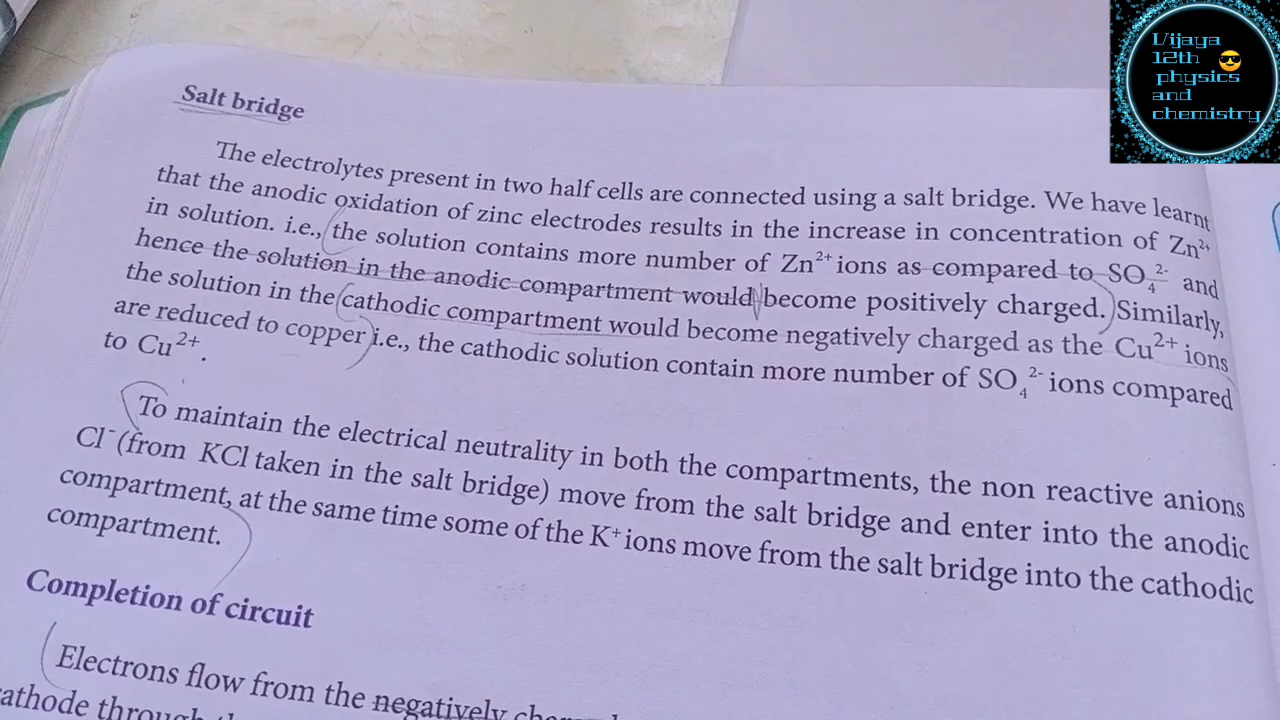 Vijaya
12th 😎
physics
and
chemistry
Salt bridge
The electrolytes present in two half cells are connected using a salt bridge. We have learnt
that the anodic oxidation of zinc electrodes results in the increase in concentration of Zn²⁺
in solution. i.e., the solution contains more number of Zn²⁺ ions as compared to SO₄²⁻ and
hence the solution in the anodic compartment would become positively charged. Similarly,
the solution in the cathodic compartment would become negatively charged as the Cu²⁺ ions
are reduced to copper i.e., the cathodic solution contain more number of SO₄²⁻ ions compared
to Cu²⁺.
To maintain the electrical neutrality in both the compartments, the non reactive anions
Cl⁻ (from KCl taken in the salt bridge) move from the salt bridge and enter into the anodic
compartment, at the same time some of the K⁺ ions move from the salt bridge into the cathodic
compartment.
Completion of circuit
Electrons flow from the negatively
through